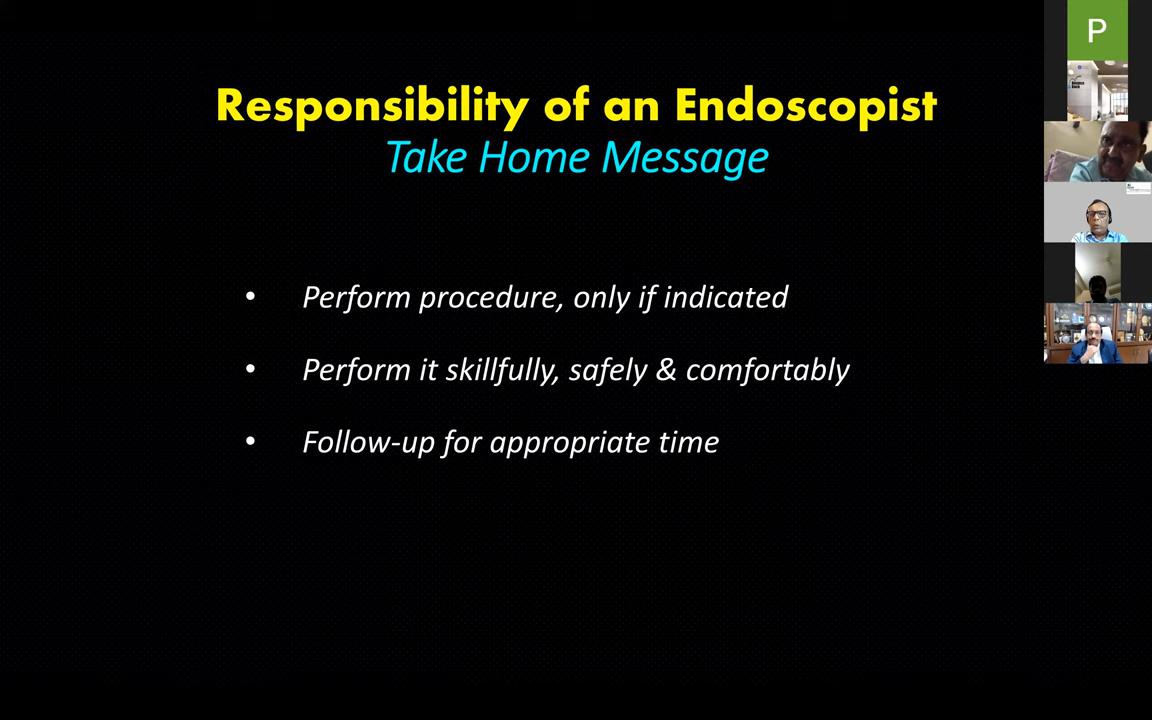 Responsibility of an Endoscopist
Take Home Message
• Perform procedure, only if indicated
• Perform it skillfully, safely & comfortably
• Follow-up for appropriate time
P